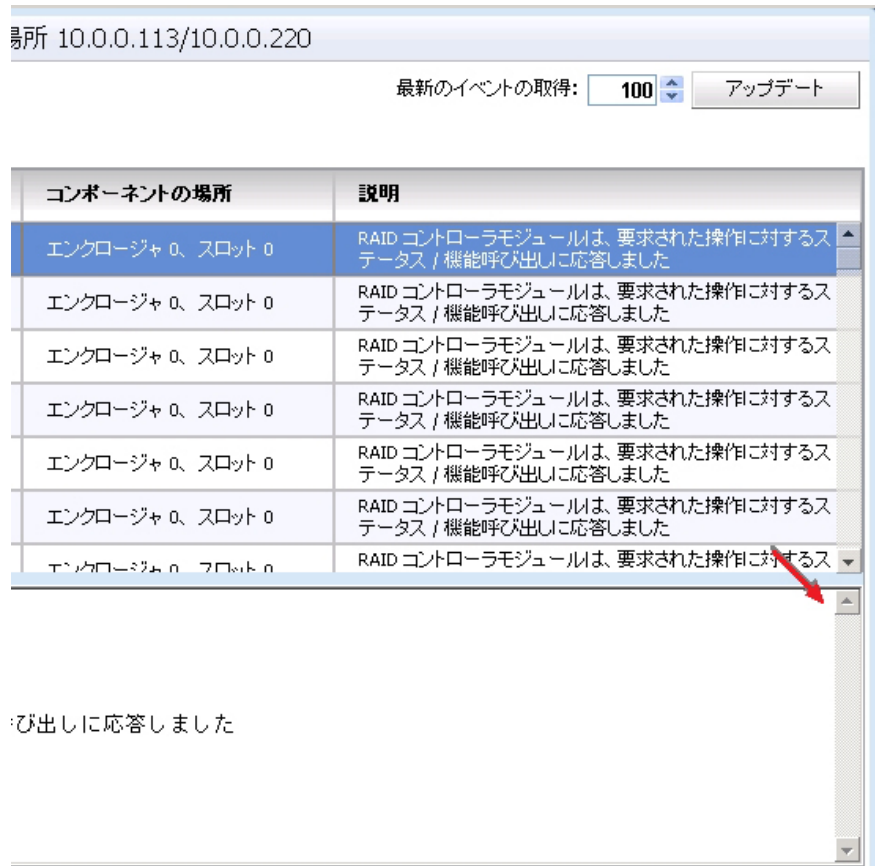 場所 10.0.0.113/10.0.0.220
最新のイベントの取得: 100 アップデート
コンポーネントの場所 説明
エンクロージャ 0、スロット 0 RAID コントローラモジュールは、要求された操作に対するス
テータス / 機能呼び出しに応答しました
エンクロージャ 0、スロット 0 RAID コントローラモジュールは、要求された操作に対するス
テータス / 機能呼び出しに応答しました
エンクロージャ 0、スロット 0 RAID コントローラモジュールは、要求された操作に対するス
テータス / 機能呼び出しに応答しました
エンクロージャ 0、スロット 0 RAID コントローラモジュールは、要求された操作に対するス
テータス / 機能呼び出しに応答しました
エンクロージャ 0、スロット 0 RAID コントローラモジュールは、要求された操作に対するス
テータス / 機能呼び出しに応答しました
エンクロージャ 0、スロット 0 RAID コントローラモジュールは、要求された操作に対するス
テータス / 機能呼び出しに応答しました
エンクロージャ 0、スロット 0 RAID コントローラモジュールは、要求された操作に対するス
び出しに応答しました